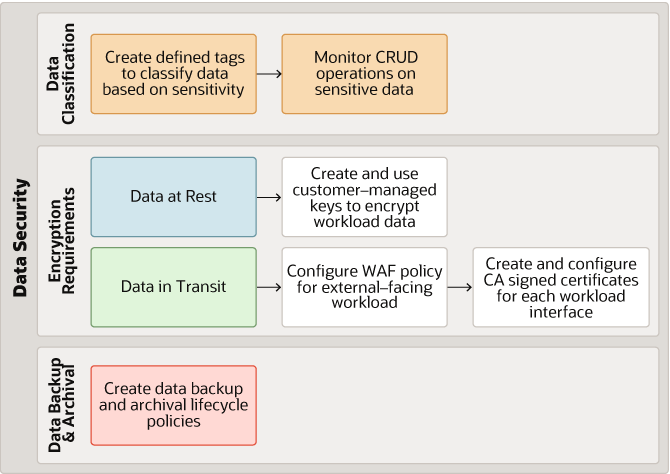 Data Security
Data
Classification
Create defined tags
to classify data
based on sensitivity
Monitor CRUD
operations on
sensitive data
Encryption
Requirements
Data at Rest
Create and use
customer–managed
keys to encrypt
workload data
Data in Transit
Configure WAF policy
for external–facing
workload
Create and configure
CA signed certificates
for each workload
interface
Data Backup
& Archival
Create data backup
and archival lifecycle
policies